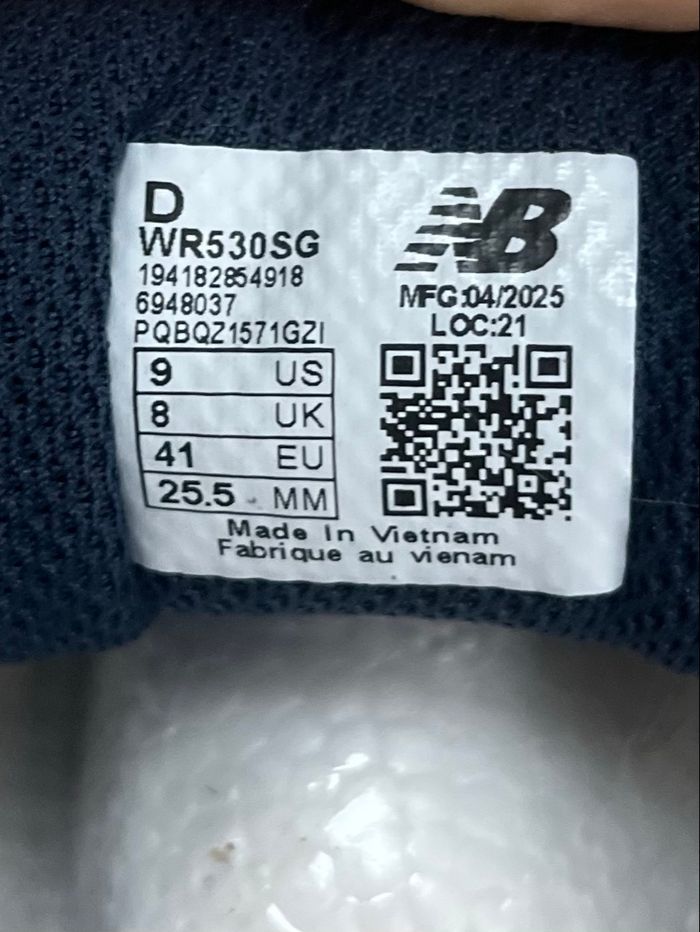 D
WR530SG
194182854918
6948037
PQBQZ1571GZI
9 US
8 UK
41 EU
25.5 MM
NB
MFG:04/2025
LOC:21
Made In Vietnam
Fabrique au vienam